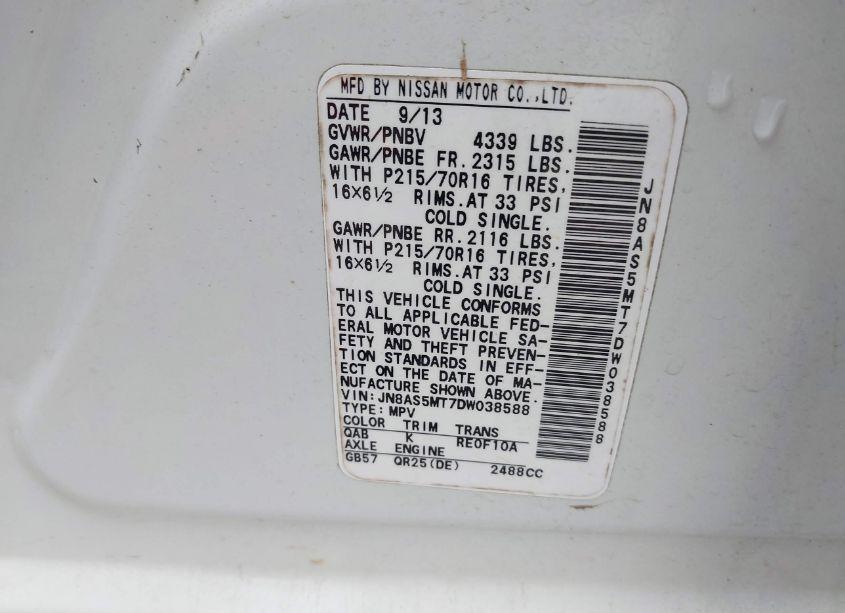 MFD BY NISSAN MOTOR CO.,LTD.
DATE 9/13
GVWR/PNBV 4339 LBS.
GAWR/PNBE FR. 2315 LBS.
WITH P215/70R16 TIRES,
16X6½ RIMS.AT 33 PSI
COLD SINGLE.
GAWR/PNBE RR. 2116 LBS.
WITH P215/70R16 TIRES,
16X6½ RIMS.AT 33 PSI
COLD SINGLE.
THIS VEHICLE CONFORMS
TO ALL APPLICABLE FED-
ERAL MOTOR VEHICLE SA-
FETY AND THEFT PREVEN-
TION STANDARDS IN EFF-
ECT ON THE DATE OF MA-
NUFACTURE SHOWN ABOVE.
VIN: JN8AS5MT7DW038588
TYPE: MPV
COLOR TRIM TRANS
QAB K RE0F10A
AXLE ENGINE
GB57 QR25(DE) 2488CC
JN8AS5MT7DW038588